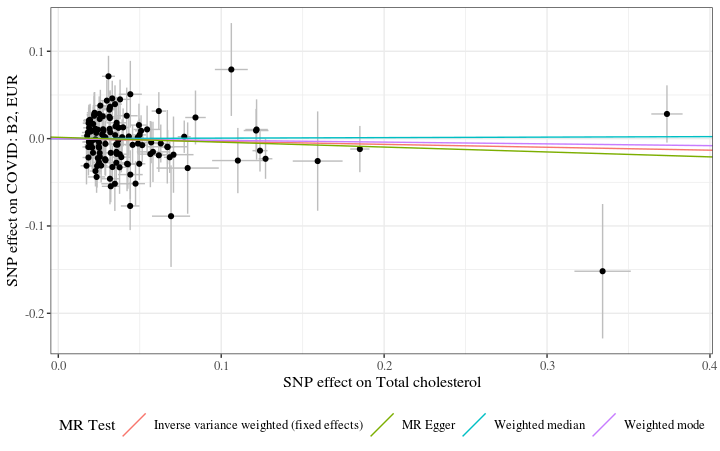 SNP effect on COVID: B2, EUR
0.1
0.0
-0.1
-0.2
0.0 0.1 0.2 0.3 0.4
SNP effect on Total cholesterol
MR Test Inverse variance weighted (fixed effects) MR Egger Weighted median Weighted mode